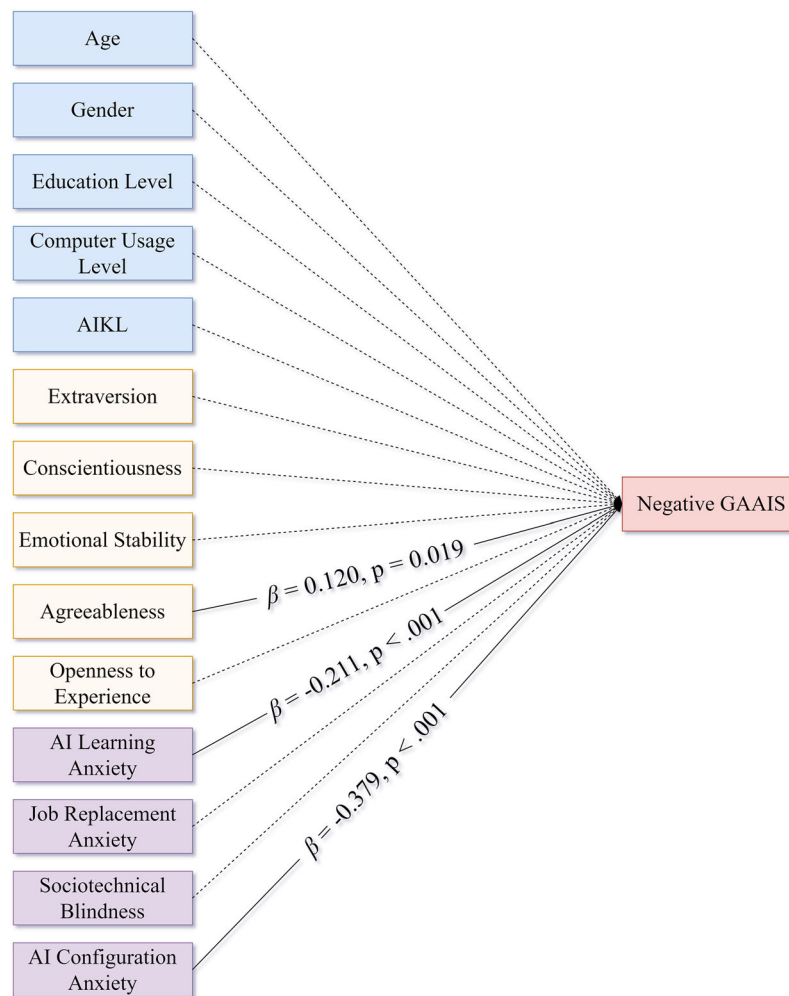 Age
Gender
Education Level
Computer Usage
Level
AIKL
Extraversion
Conscientiousness
Emotional Stability
Agreeableness
Openness to
Experience
AI Learning
Anxiety
Job Replacement
Anxiety
Sociotechnical
Blindness
AI Configuration
Anxiety
β = 0.120, p = 0.019
β = -0.211, p < .001
β = -0.379, p < .001
Negative GAAIS